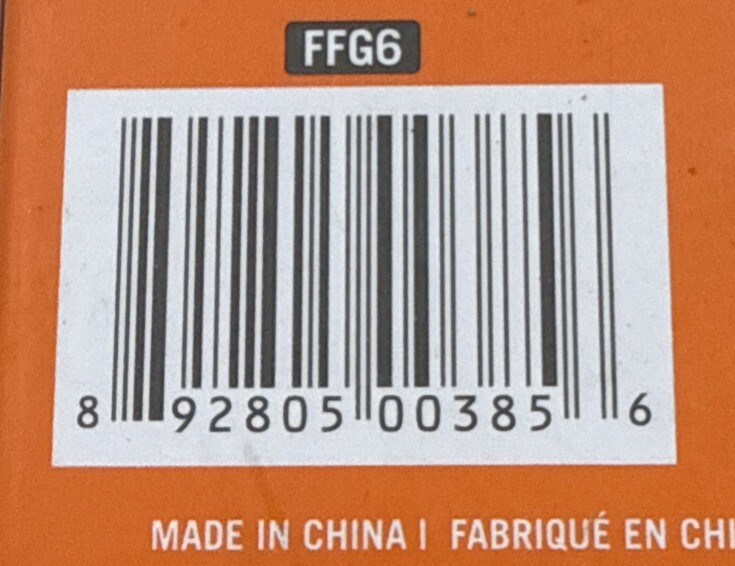 FFG6
8 92805 00385 6
MADE IN CHINA | FABRIQUÉ EN